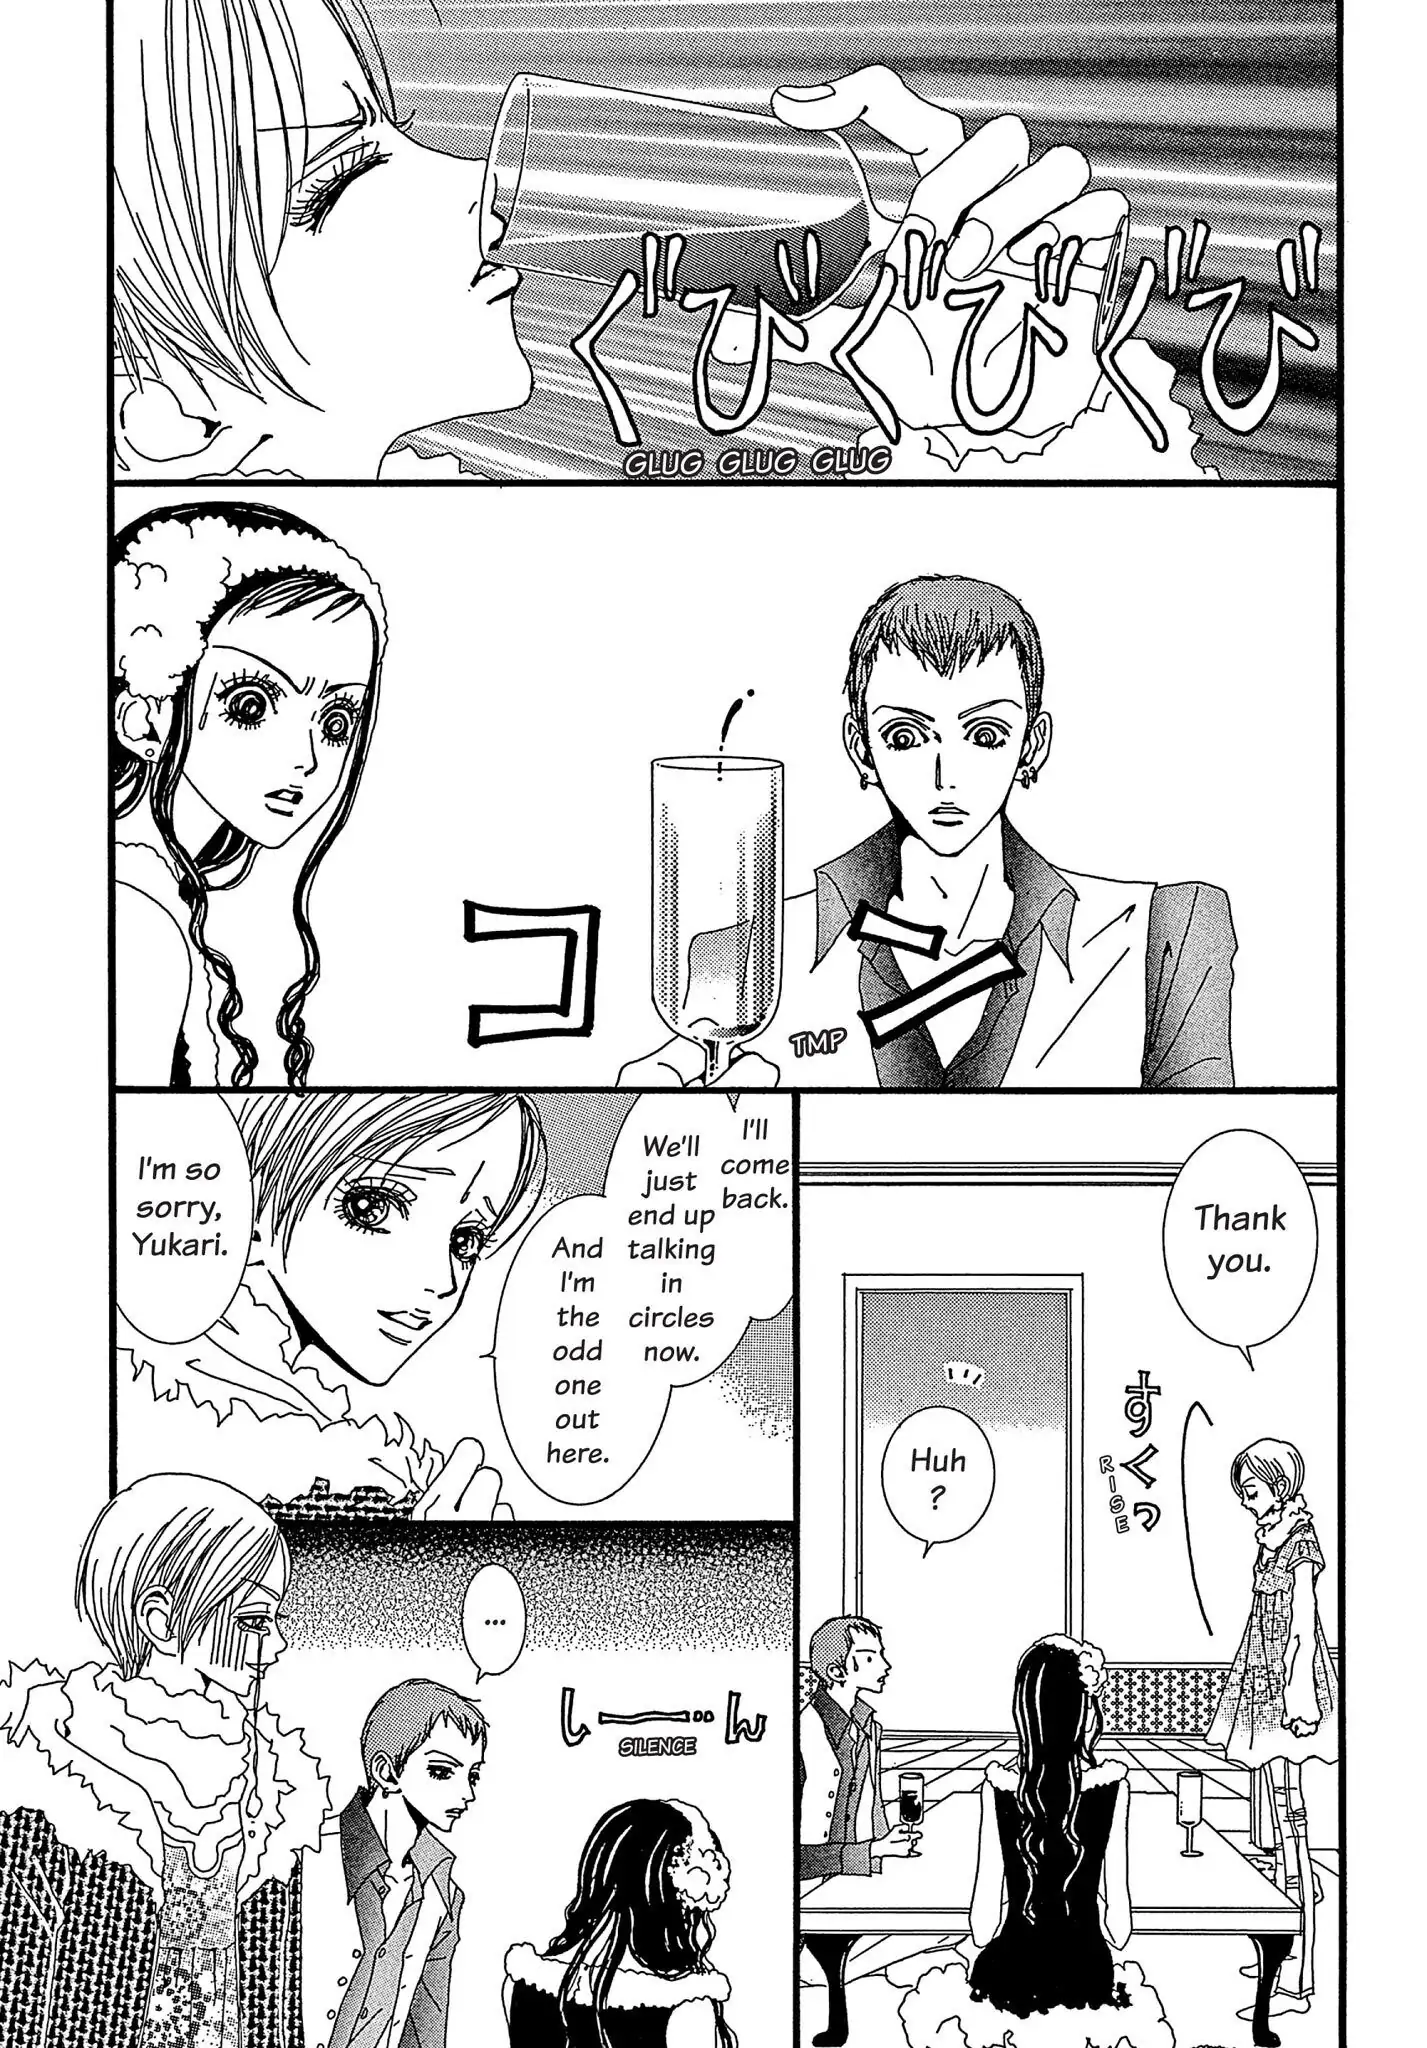 ぐびぐびぐび
GLUG GLUG GLUG
コン
TMP
Thank
you.
すくっ
RISE
Huh
?
I'll
come
back.
We'll
just
end up
talking
in
circles
now.
And
I'm
the
odd
one
out
here.
I'm so
sorry,
Yukari.
...
しーん
SILENCE